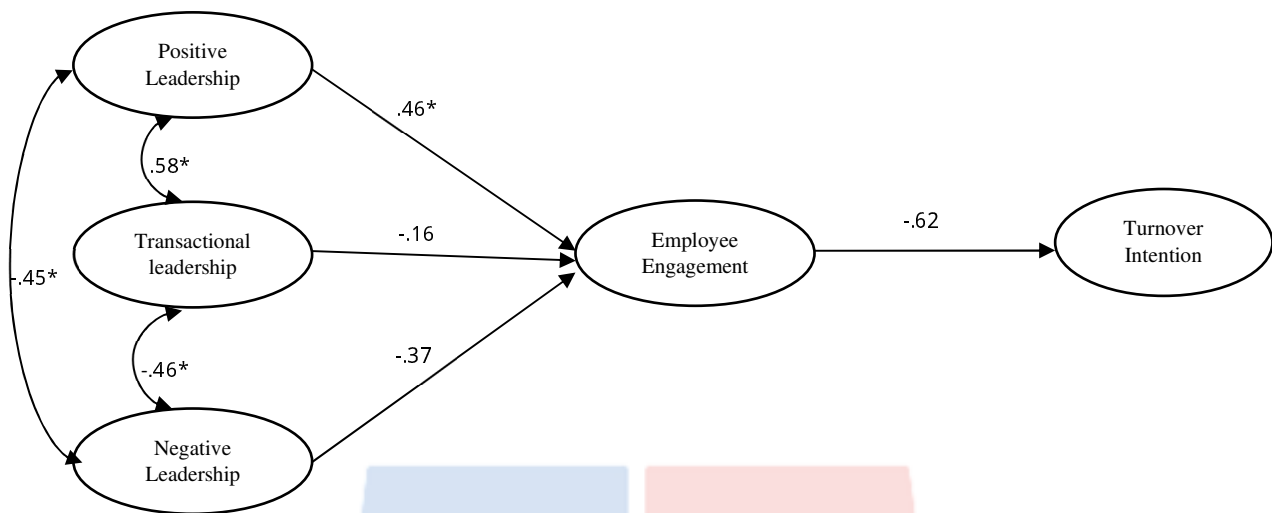 Positive
Leadership
.46*
.58*
Transactional
leadership
-.16
Employee
Engagement
-.62
Turnover
Intention
-.45*
-.46*
-.37
Negative
Leadership